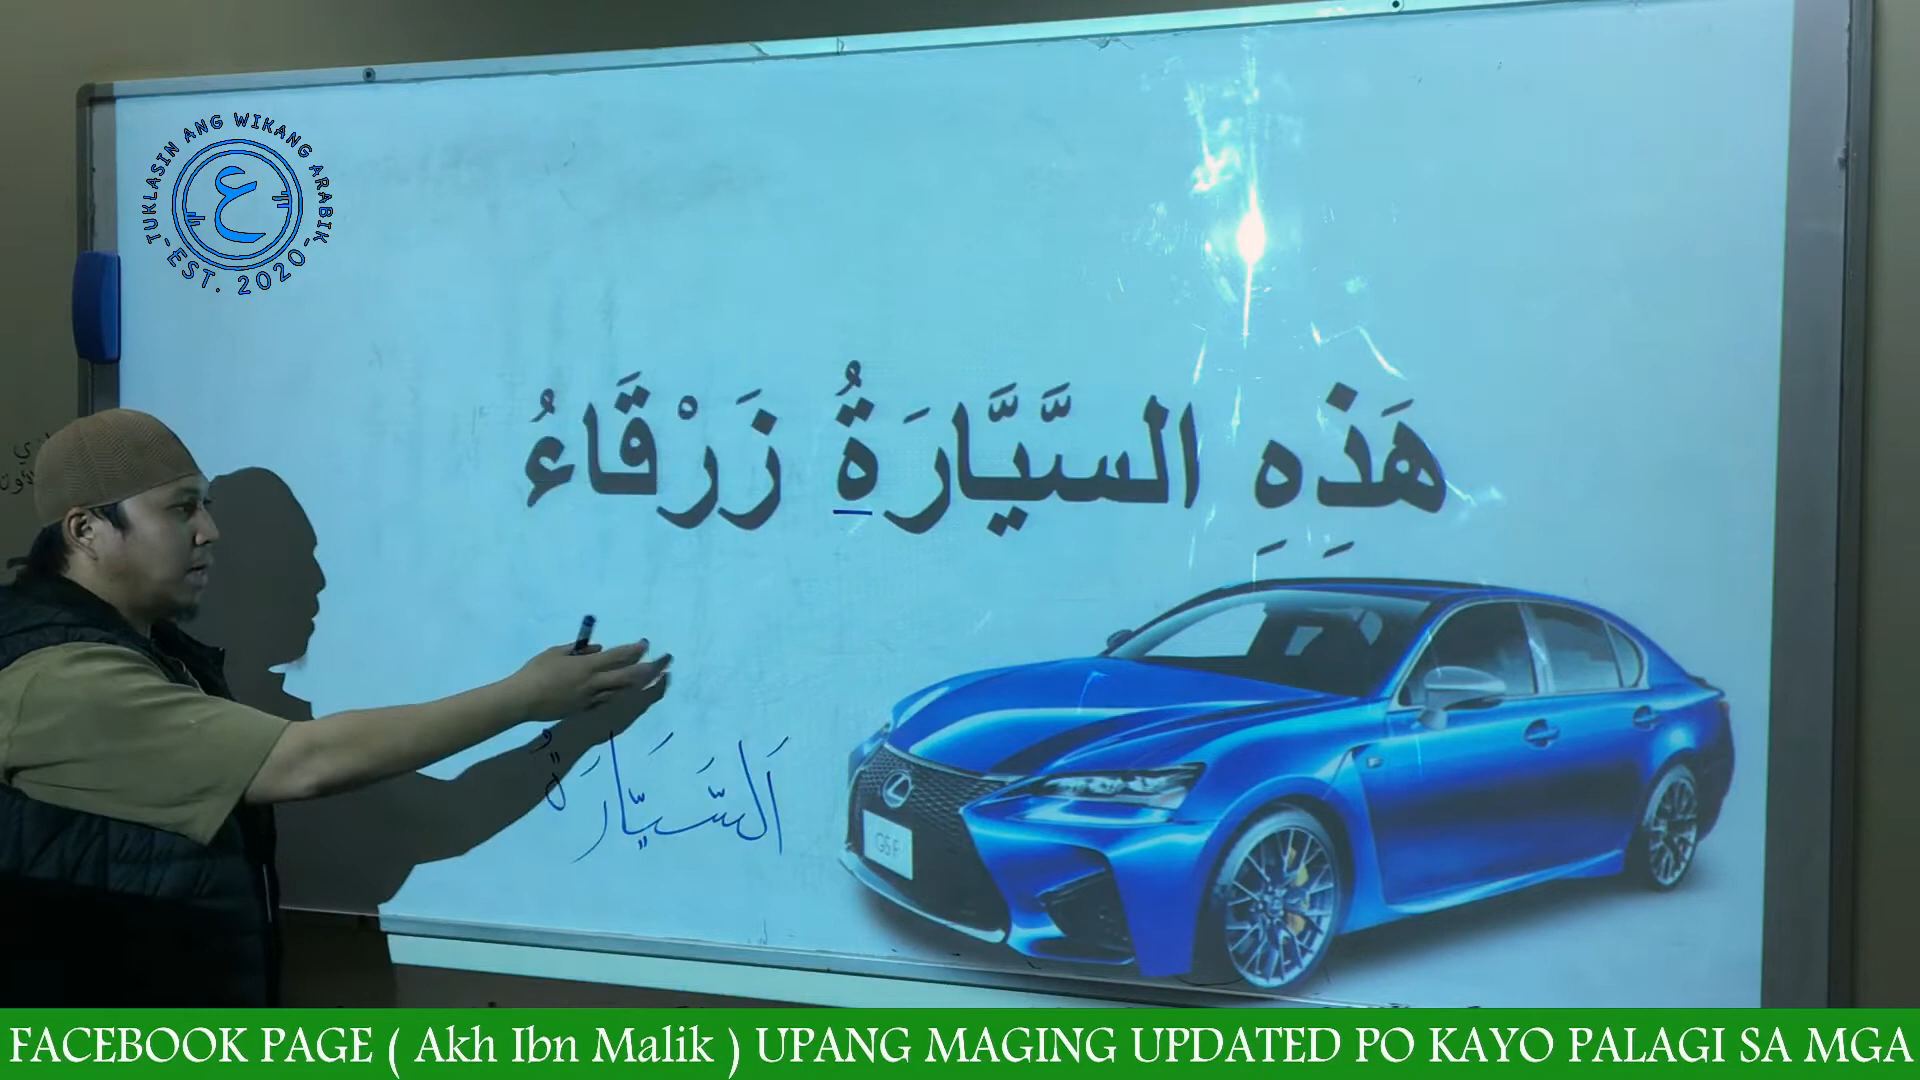 TUKLASIN ANG WIKANG ARABIK
ع
EST. 2020
هَذِهِ السَّيَّارَةُ زَرْقَاءُ
اَلسَّيَّارَةُ
GS F
FACEBOOK PAGE ( Akh Ibn Malik ) UPANG MAGING UPDATED PO KAYO PALAGI SA MGA